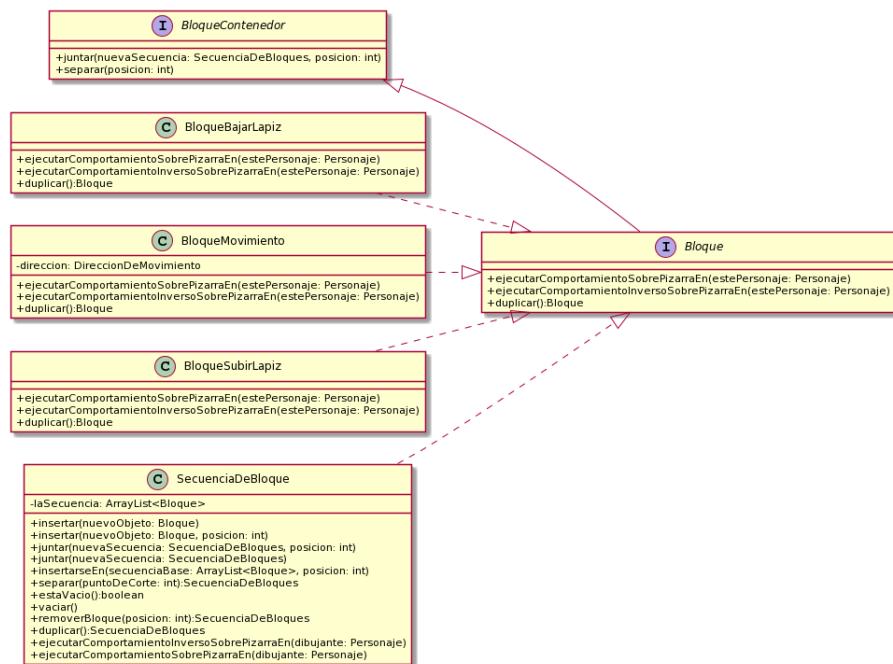 I BloqueContenedor
+juntar(nuevaSecuencia: SecuenciaDeBloques, posicion: int)
+separar(posicion: int)
C BloqueBajarLapiz
+ejecutarComportamientoSobrePizarraEn(estePersonaje: Personaje)
+ejecutarComportamientoInversoSobrePizarraEn(estePersonaje: Personaje)
+duplicar():Bloque
C BloqueMovimiento
-direccion: DireccionDeMovimiento
+ejecutarComportamientoSobrePizarraEn(estePersonaje: Personaje)
+ejecutarComportamientoInversoSobrePizarraEn(estePersonaje: Personaje)
+duplicar():Bloque
I Bloque
+ejecutarComportamientoSobrePizarraEn(estePersonaje: Personaje)
+ejecutarComportamientoInversoSobrePizarraEn(estePersonaje: Personaje)
+duplicar():Bloque
C BloqueSubirLapiz
+ejecutarComportamientoSobrePizarraEn(estePersonaje: Personaje)
+ejecutarComportamientoInversoSobrePizarraEn(estePersonaje: Personaje)
+duplicar():Bloque
C SecuenciaDeBloque
-laSecuencia: ArrayList<Bloque>
+insertar(nuevoObjeto: Bloque)
+insertar(nuevoObjeto: Bloque, posicion: int)
+juntar(nuevaSecuencia: SecuenciaDeBloques, posicion: int)
+juntar(nuevaSecuencia: SecuenciaDeBloques)
+insertarseEn(secuenciaBase: ArrayList<Bloque>, posicion: int)
+separar(puntoDeCorte: int):SecuenciaDeBloques
+estaVacio():boolean
+vaciar()
+removerBloque(posicion: int):SecuenciaDeBloques
+duplicar():SecuenciaDeBloques
+ejecutarComportamientoInversoSobrePizarraEn(dibujante: Personaje)
+ejecutarComportamientoSobrePizarraEn(dibujante: Personaje)